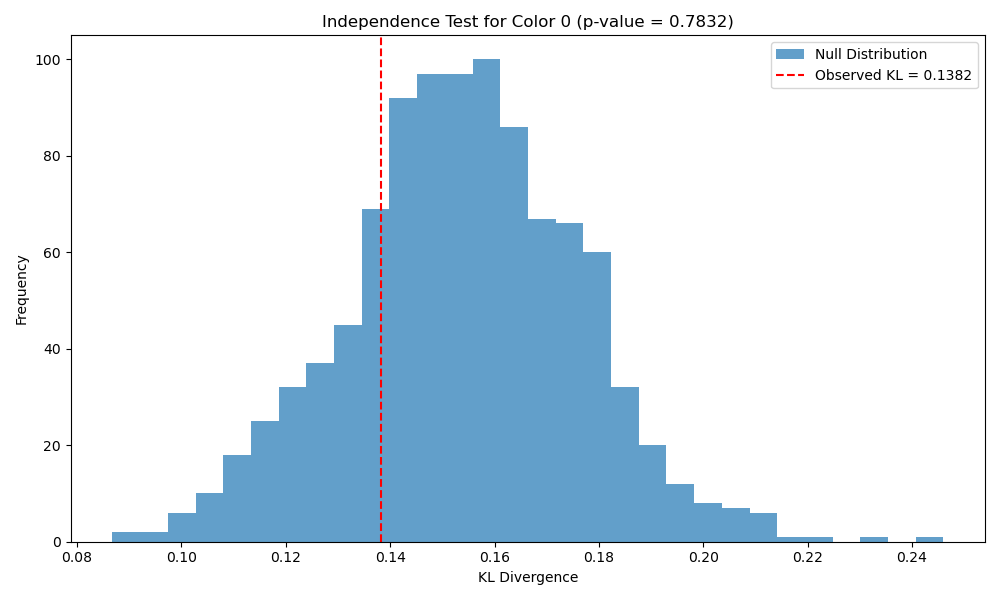 Independence Test for Color 0 (p-value = 0.7832)
Null Distribution
Observed KL = 0.1382
Frequency
100
80
60
40
20
0
0.08 0.10 0.12 0.14 0.16 0.18 0.20 0.22 0.24
KL Divergence